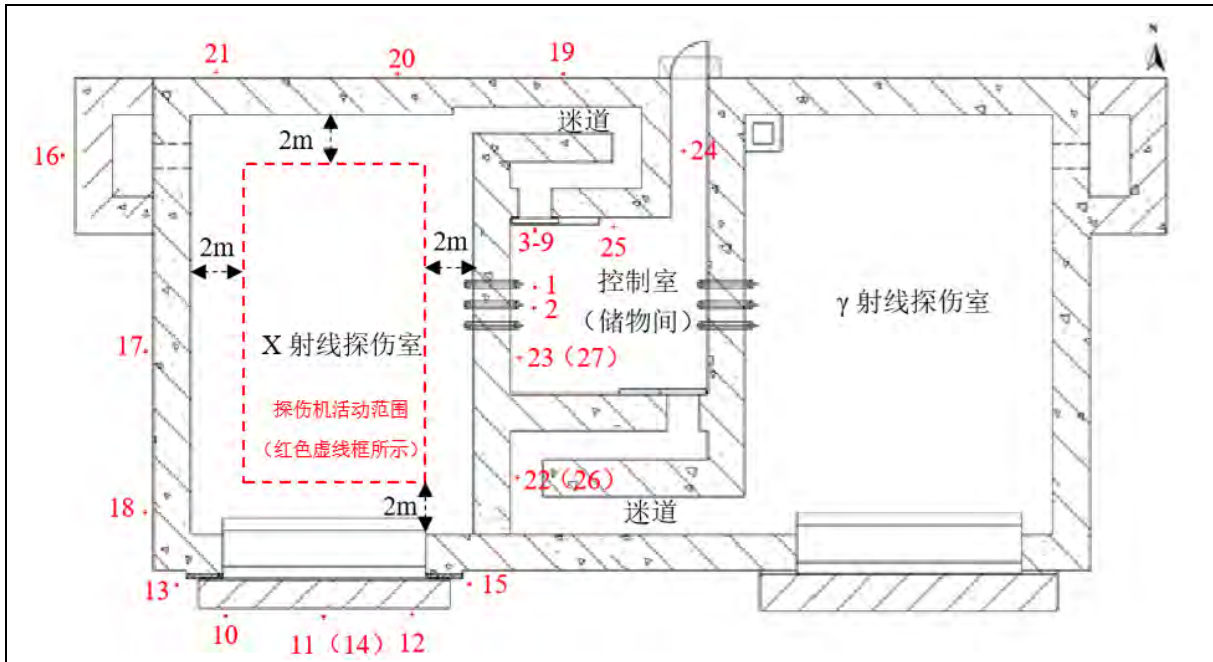 N
21
20
19
迷道
2m
16
24
3-9
25
2m
2m
1
控制室
2
（储物间）
γ 射线探伤室
X 射线探伤室
17
23（27）
探伤机活动范围
（红色虚线框所示）
22（26）
18
2m
迷道
13
15
10
11（14）
12